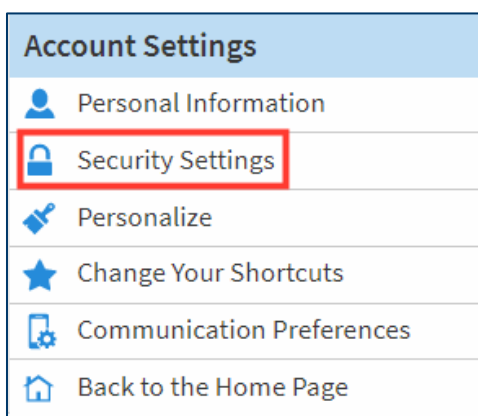 Account Settings
Personal Information
Security Settings
Personalize
Change Your Shortcuts
Communication Preferences
Back to the Home Page